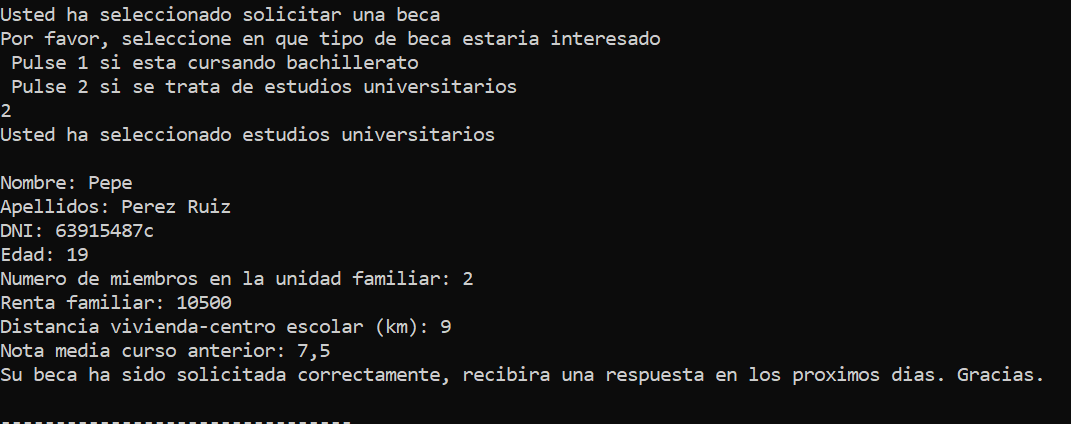 Usted ha seleccionado solicitar una beca
Por favor, seleccione en que tipo de beca estaria interesado
 Pulse 1 si esta cursando bachillerato
 Pulse 2 si se trata de estudios universitarios
2
Usted ha seleccionado estudios universitarios

Nombre: Pepe
Apellidos: Perez Ruiz
DNI: 63915487c
Edad: 19
Numero de miembros en la unidad familiar: 2
Renta familiar: 10500
Distancia vivienda-centro escolar (km): 9
Nota media curso anterior: 7,5
Su beca ha sido solicitada correctamente, recibira una respuesta en los proximos dias. Gracias.

--------------------------------